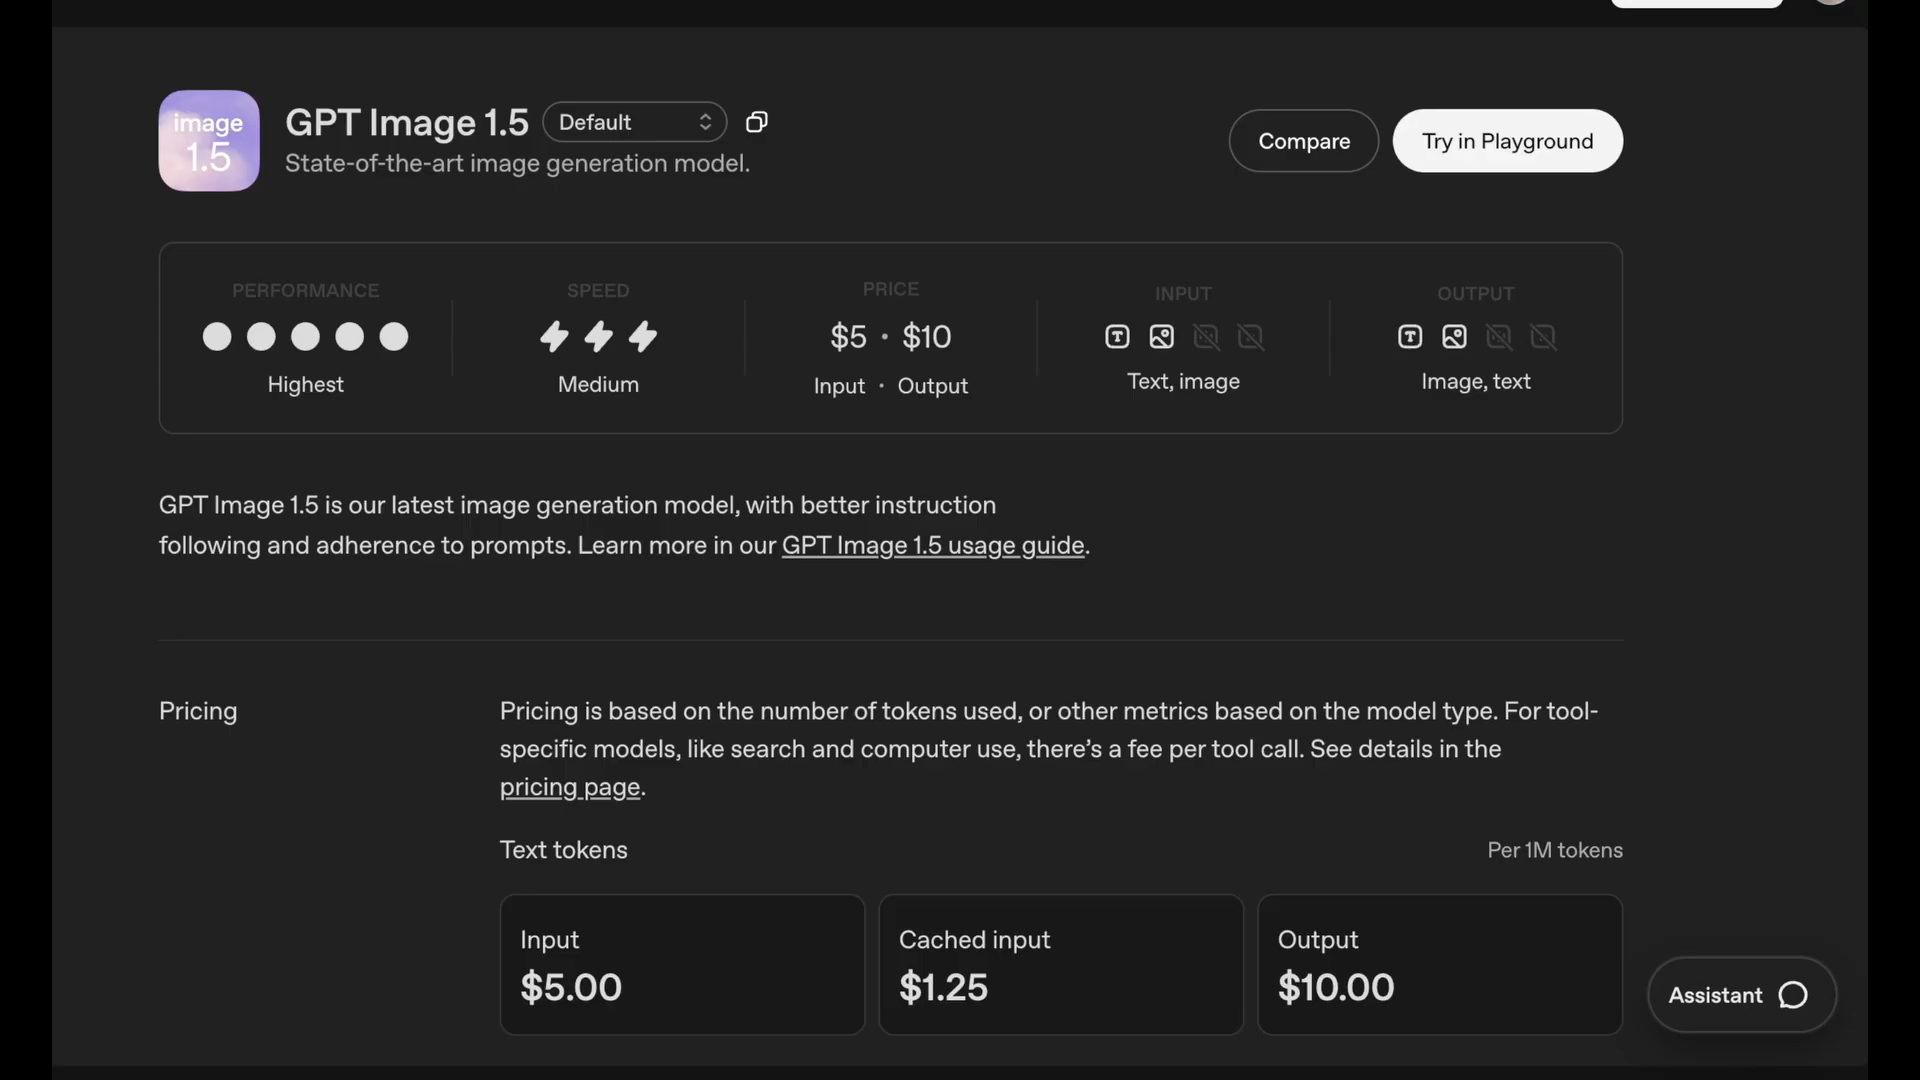 image
1.5
GPT Image 1.5
Default
State-of-the-art image generation model.
Compare
Try in Playground
PERFORMANCE
Highest
SPEED
Medium
PRICE
$5 • $10
Input • Output
INPUT
Text, image
OUTPUT
Image, text
GPT Image 1.5 is our latest image generation model, with better instruction
following and adherence to prompts. Learn more in our GPT Image 1.5 usage guide.
Pricing
Pricing is based on the number of tokens used, or other metrics based on the model type. For tool-
specific models, like search and computer use, there’s a fee per tool call. See details in the
pricing page.
Text tokens
Per 1M tokens
Input
$5.00
Cached input
$1.25
Output
$10.00
Assistant